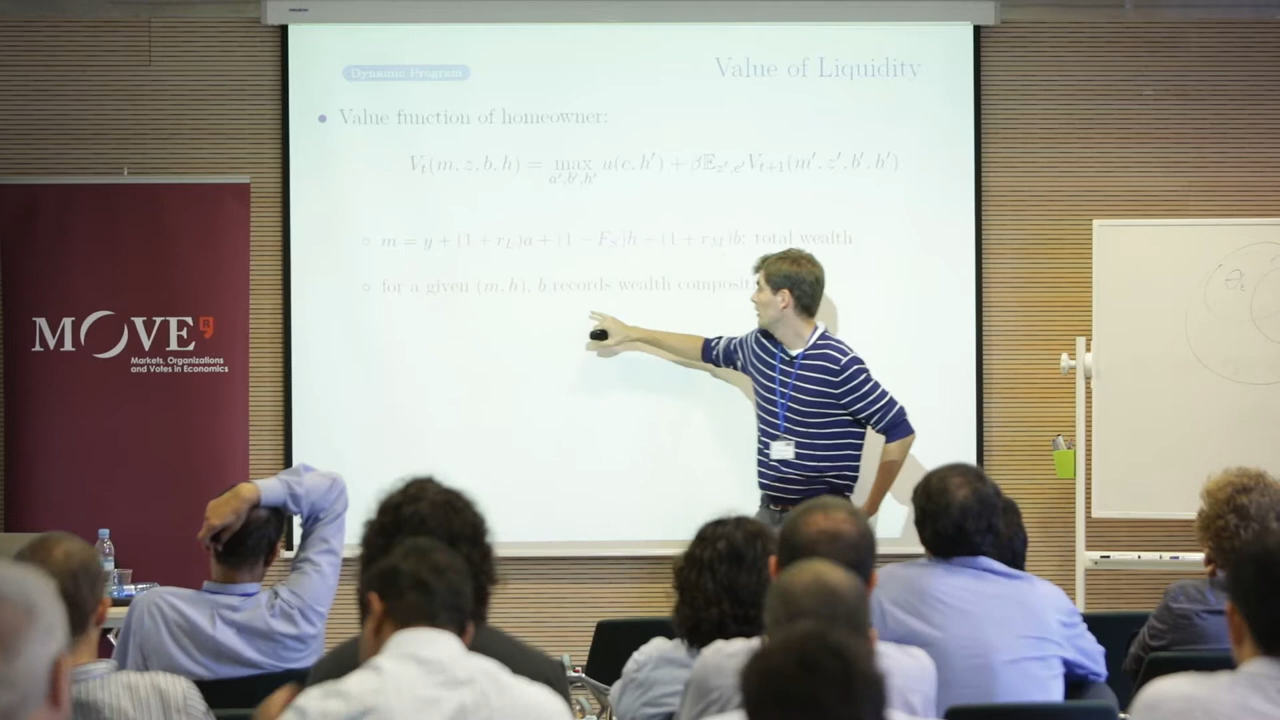 Dynamic Program
Value of Liquidity
• Value function of homeowner:
V_t(m, z, b, h) = max_{a',b',h'} u(c, h') + β𝔼_{z',e'} V_{t+1}(m', z', b', h')
◦ m = y + (1 + r_L)a + (1 − F_S)h − (1 + r_M)b: total wealth
◦ for a given (m, h), b records wealth
MOVE
Markets, Organizations
and Votes in Economics